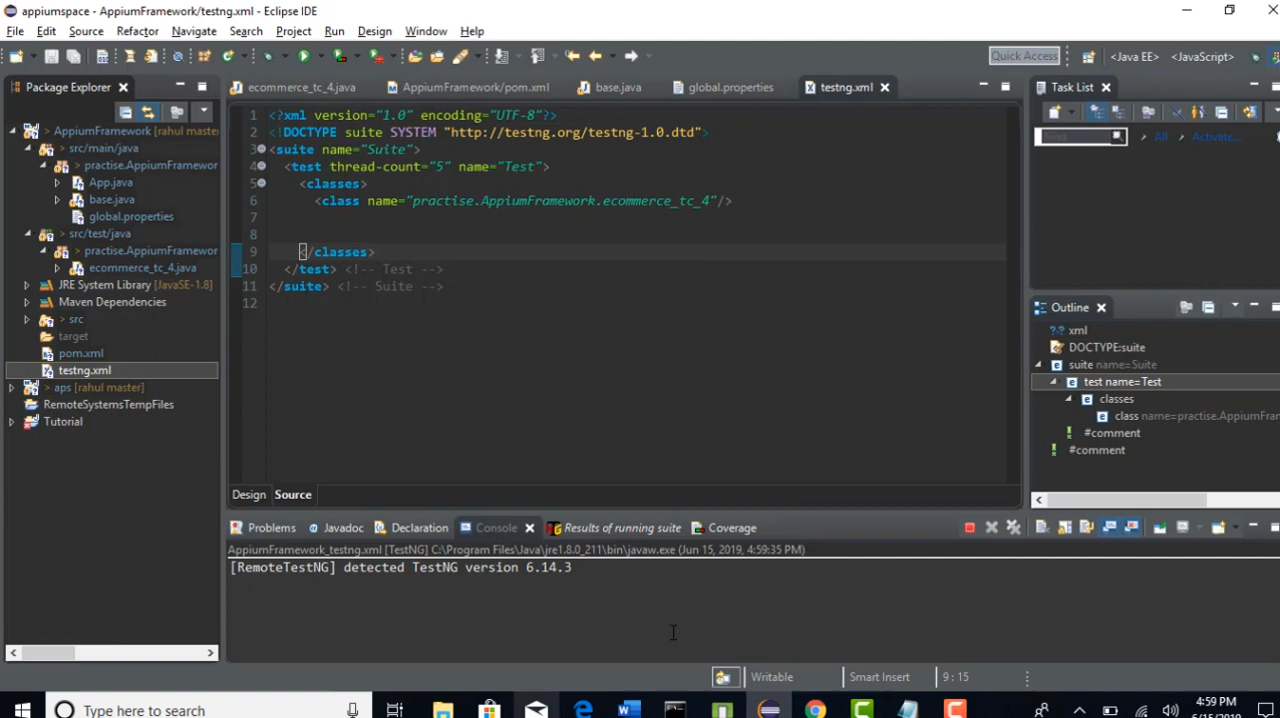 appiumspace - AppiumFramework/testng.xml - Eclipse IDE
File Edit Source Refactor Navigate Search Project Run Design Window Help
Quick Access
<Java EE> <JavaScript>
Package Explorer
AppiumFramework [rahul master]
src/main/java
practise.AppiumFramewor
App.java
base.java
global.properties
src/test/java
practise.AppiumFramewor
ecommerce_tc_4.java
JRE System Library [JavaSE-1.8]
Maven Dependencies
> src
target
pom.xml
testng.xml
> aps [rahul master]
RemoteSystemsTempFiles
Tutorial
ecommerce_tc_4.java AppiumFramework/pom.xml base.java global.properties testng.xml
1 <?xml version="1.0" encoding="UTF-8"?>
2 <!DOCTYPE suite SYSTEM "http://testng.org/testng-1.0.dtd">
3 <suite name="Suite">
4 <test thread-count="5" name="Test">
5 <classes>
6 <class name="practise.AppiumFramework.ecommerce_tc_4"/>
7
8
9 </classes>
10 </test> <!-- Test -->
11 </suite> <!-- Suite -->
12
Design Source
Task List
Find All Activate...
Outline
xml
DOCTYPE:suite
suite name=Suite
test name=Test
classes
class name=practise.AppiumFran
#comment
#comment
Problems Javadoc Declaration Console Results of running suite Coverage
AppiumFramework_testng.xml [TestNG] C:\Program Files\Java\jre1.8.0_211\bin\javaw.exe (Jun 15, 2019, 4:59:35 PM)
[RemoteTestNG] detected TestNG version 6.14.3
Writable Smart Insert 9 : 15
Type here to search
4:59 PM
6/15/2019